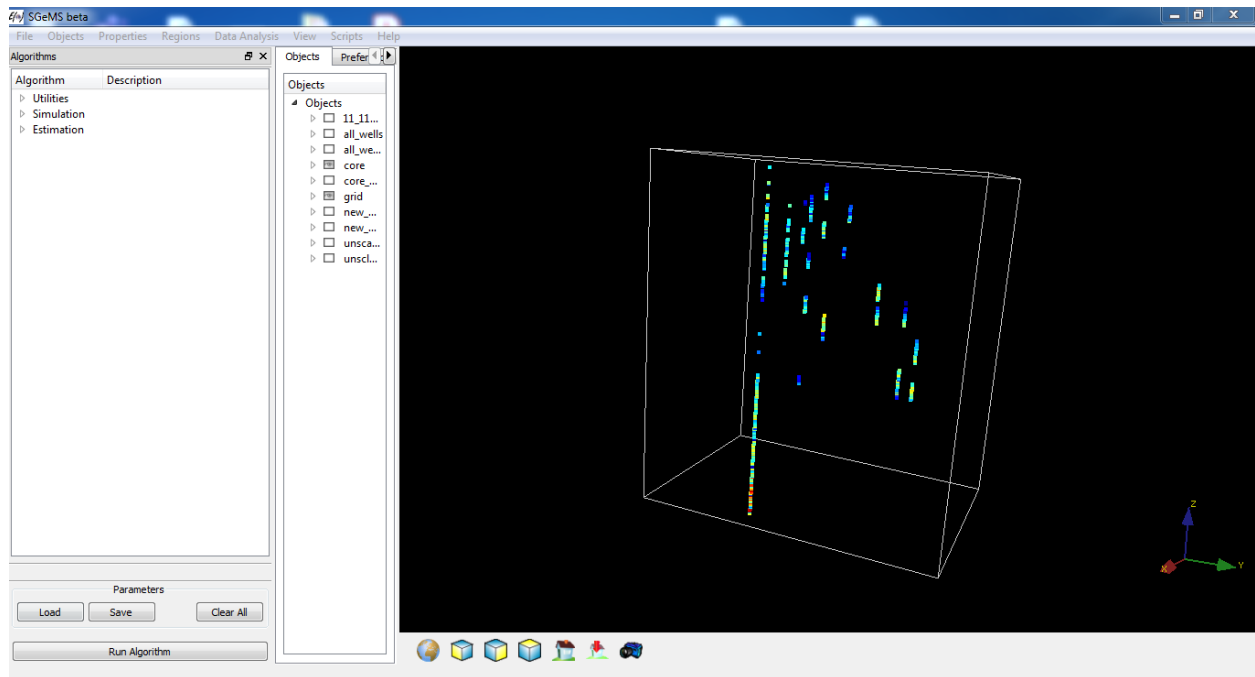 SGeMS beta
File Objects Properties Regions Data Analysis View Scripts Help
Algorithms
Objects Prefer
Algorithm Description
Utilities
Simulation
Estimation
Objects
Objects
11_11...
all_wells
all_we...
core
core_...
grid
new_...
new_...
unsca...
unscl...
Z
X Y
Parameters
Load Save Clear All
Run Algorithm